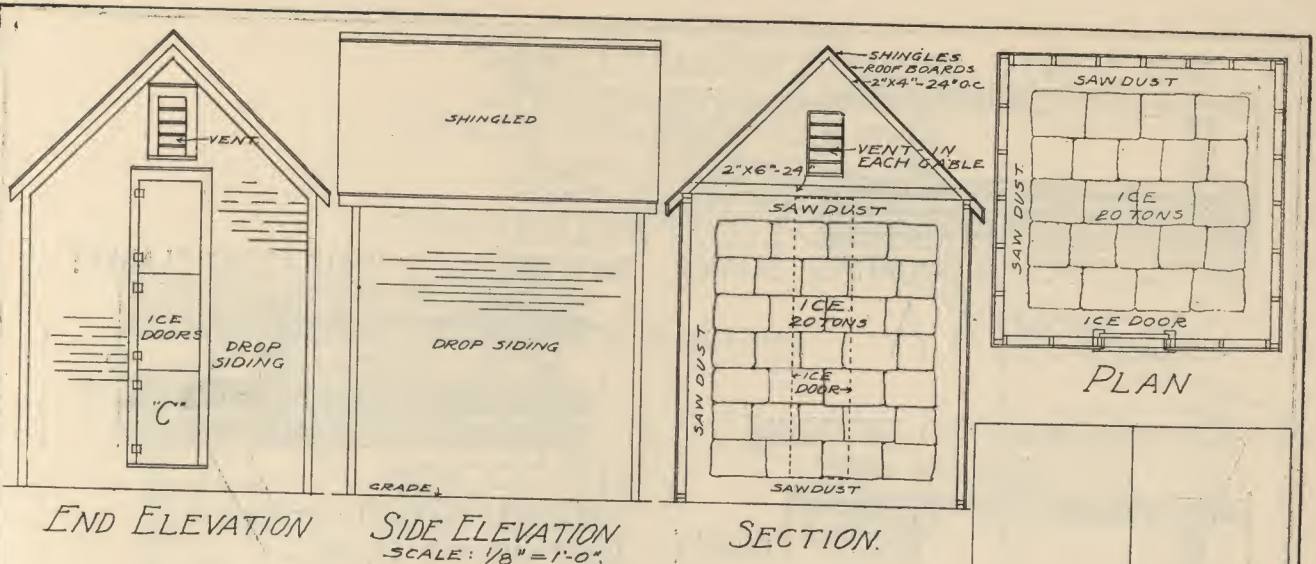 VENT
ICE
DOORS
DROP
SIDING
"C"
END ELEVATION
SHINGLED
DROP SIDING
GRADE
SIDE ELEVATION
SCALE: 1/8" = 1'-0".
SHINGLES
ROOF BOARDS
2"X4"-24" O.C
VENT-IN
EACH GABLE
2"X6"-24"
SAWDUST
ICE
20 TONS
SAW DUST
ICE
DOOR
SAWDUST
SECTION.
SAWDUST
SAW DUST.
ICE
20 TONS
ICE DOOR
PLAN